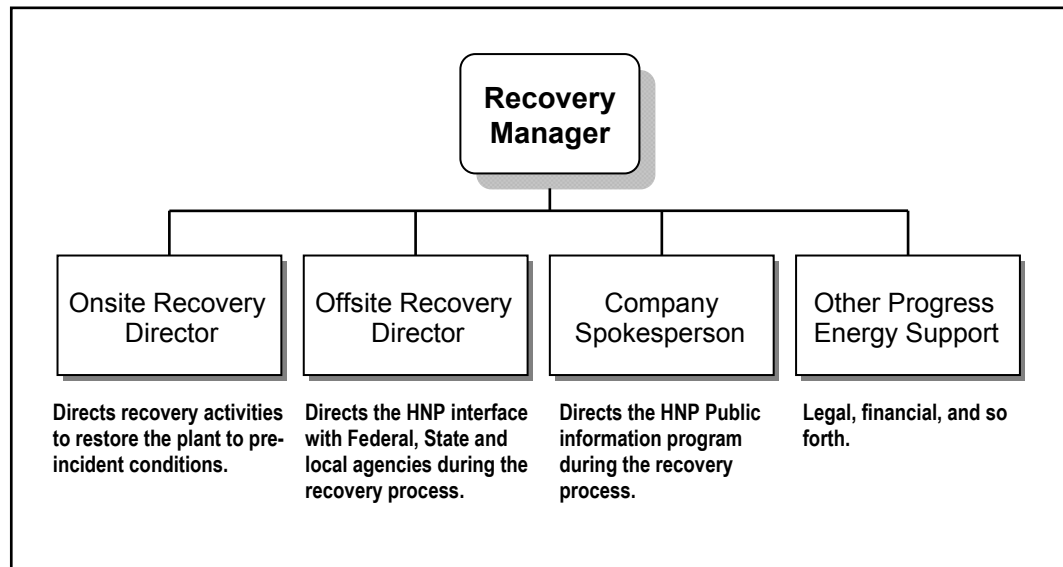 Recovery
Manager
Onsite Recovery
Director
Offsite Recovery
Director
Company
Spokesperson
Other Progress
Energy Support
Directs recovery activities
to restore the plant to pre-
incident conditions.
Directs the HNP interface
with Federal, State and
local agencies during the
recovery process.
Directs the HNP Public
information program
during the recovery
process.
Legal, financial, and so
forth.